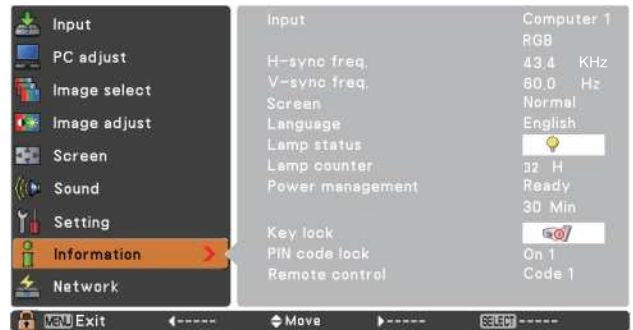 Input
PC adjust
Image select
Image adjust
Screen
Sound
Setting
Information
Network
Input Computer 1
RGB
H-sync freq. 43,4 KHz
V-sync freq. 60,0 Hz
Screen Normal
Language English
Lamp status
Lamp counter 32 H
Power management Ready
30 Min
Key lock
PIN code lock On 1
Remote control Code 1
MENU Exit ◀----- Move ▶----- SELECT -----